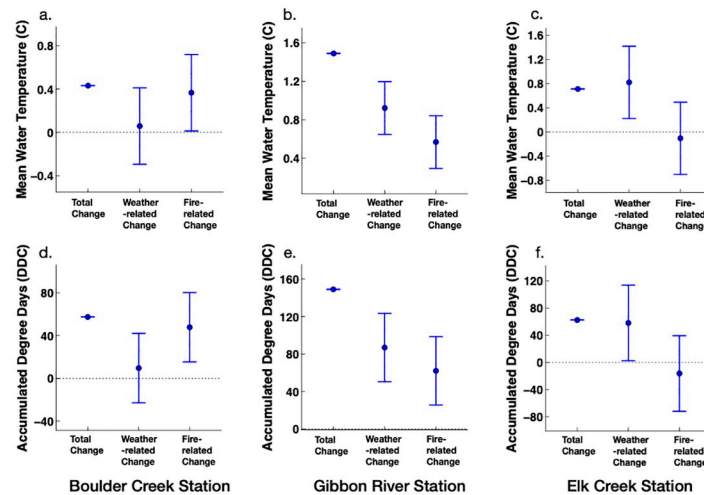 a.
Mean Water Temperature (C)
0.8
0.4
0
−0.4
Total
Change
Weather
-related
Change
Fire-
related
Change
b.
Mean Water Temperature (C)
1.6
1.2
0.8
0.4
Total
Change
Weather
-related
Change
Fire-
related
Change
c.
Mean Water Temperature (C)
1.6
1.2
0.8
0.4
0
−0.4
−0.8
Total
Change
Weather
-related
Change
Fire-
related
Change
d.
Accumulated Degree Days (DDC)
80
40
0
−40
Total
Change
Weather
-related
Change
Fire-
related
Change
e.
Accumulated Degree Days (DDC)
160
120
80
40
0
Total
Change
Weather
-related
Change
Fire-
related
Change
f.
Accumulated Degree Days (DDC)
120
80
40
0
−40
−80
Total
Change
Weather
-related
Change
Fire-
related
Change
Boulder Creek Station
Gibbon River Station
Elk Creek Station